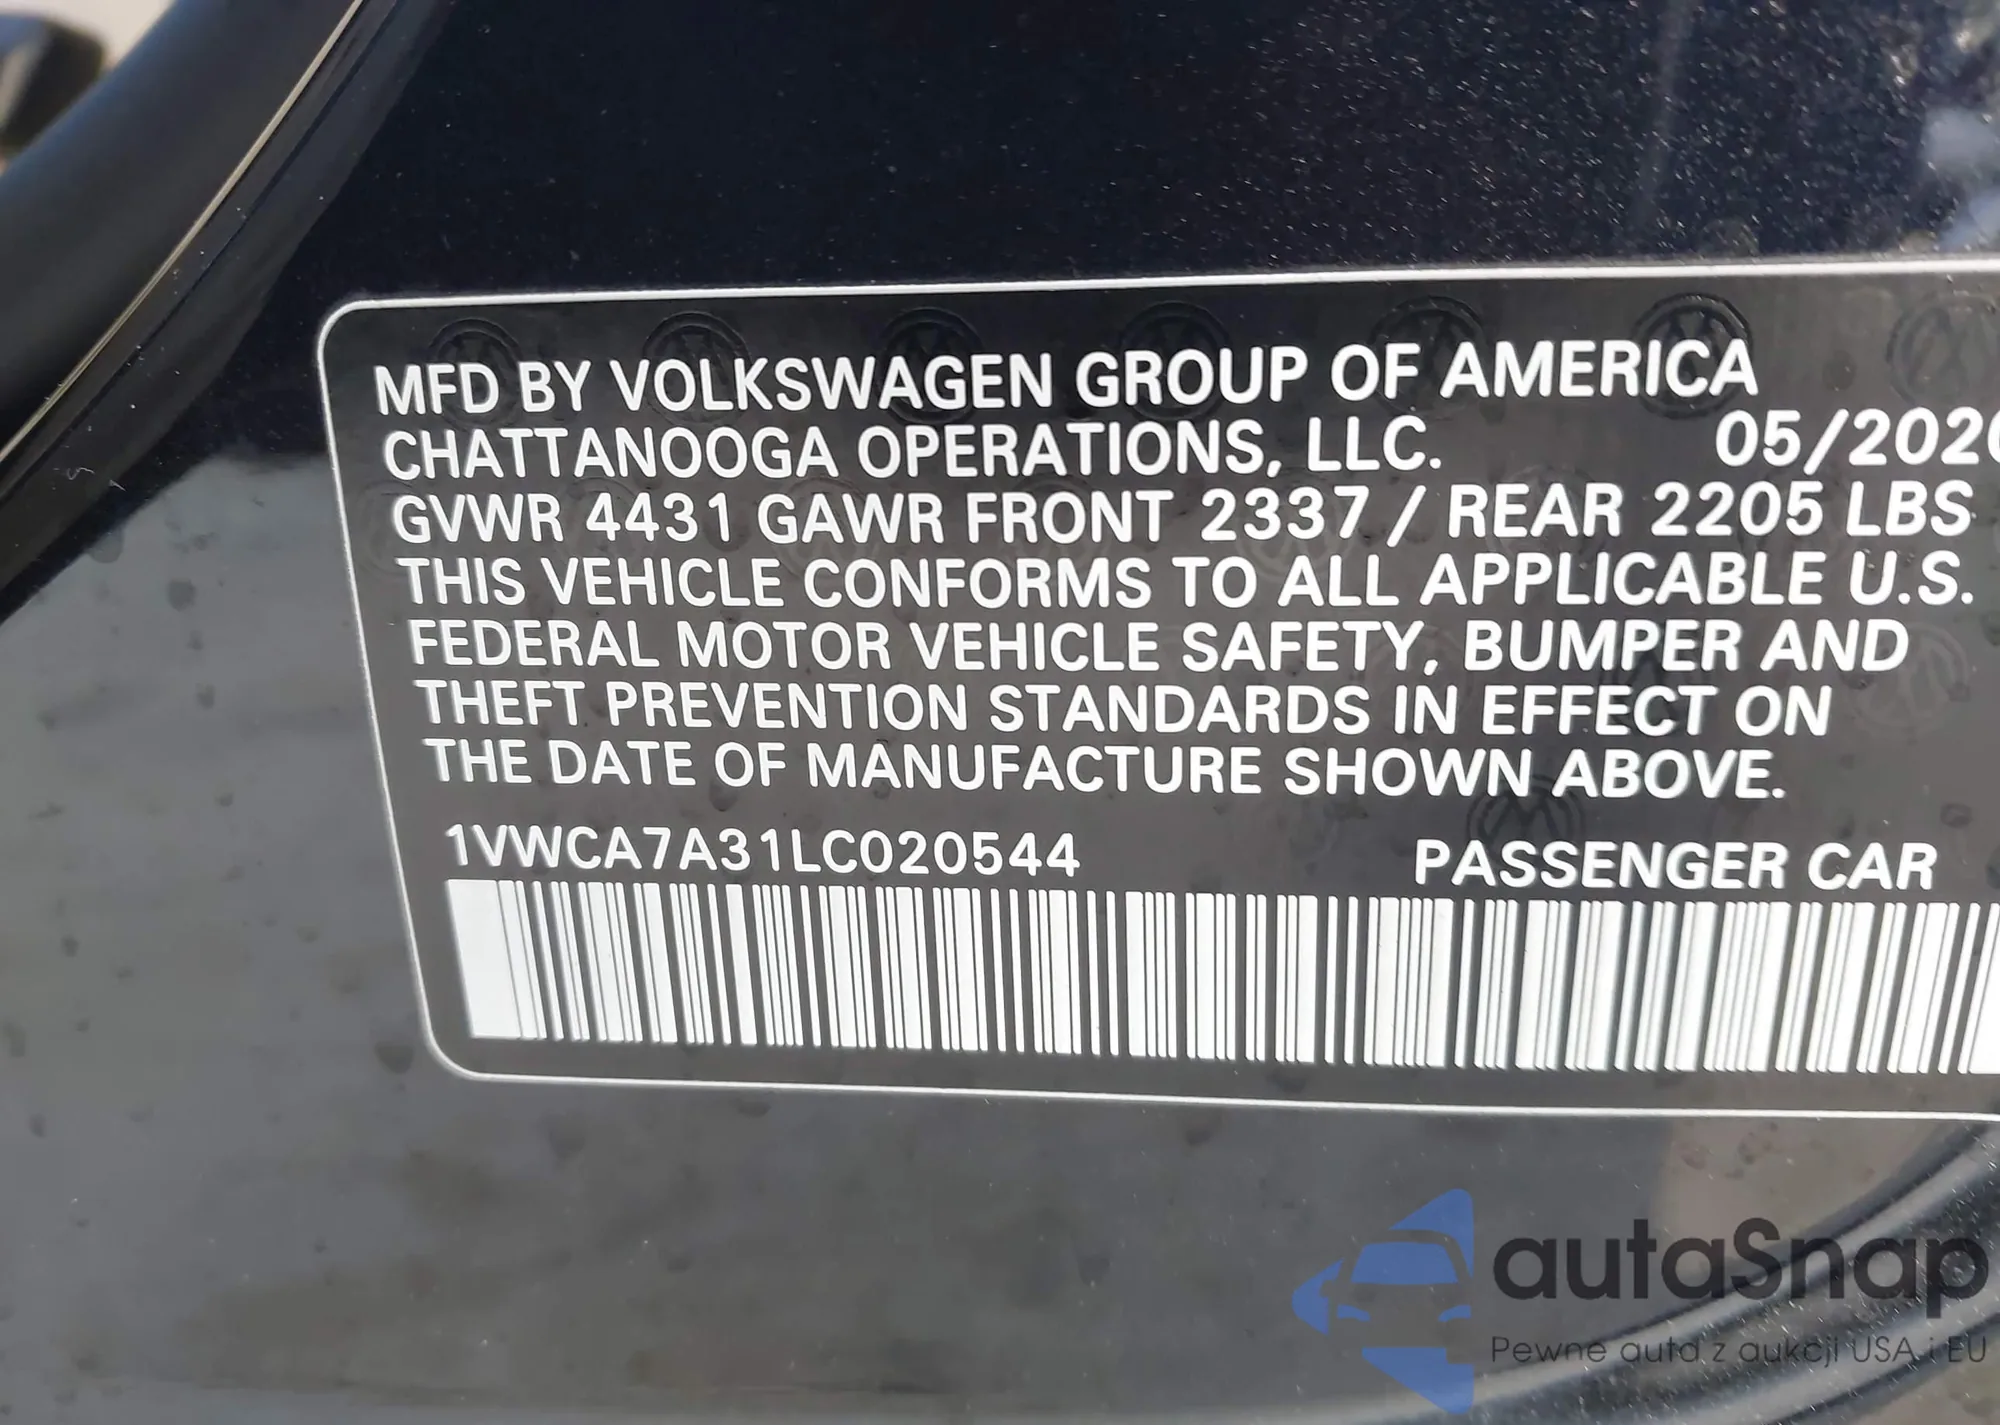 MFD BY VOLKSWAGEN GROUP OF AMERICA
CHATTANOOGA OPERATIONS, LLC. 05/2020
GVWR 4431 GAWR FRONT 2337 / REAR 2205 LBS
THIS VEHICLE CONFORMS TO ALL APPLICABLE U.S.
FEDERAL MOTOR VEHICLE SAFETY, BUMPER AND
THEFT PREVENTION STANDARDS IN EFFECT ON
THE DATE OF MANUFACTURE SHOWN ABOVE.
1VWCA7A31LC020544 PASSENGER CAR
autaSnap
Pewne auta z aukcji USA i EU